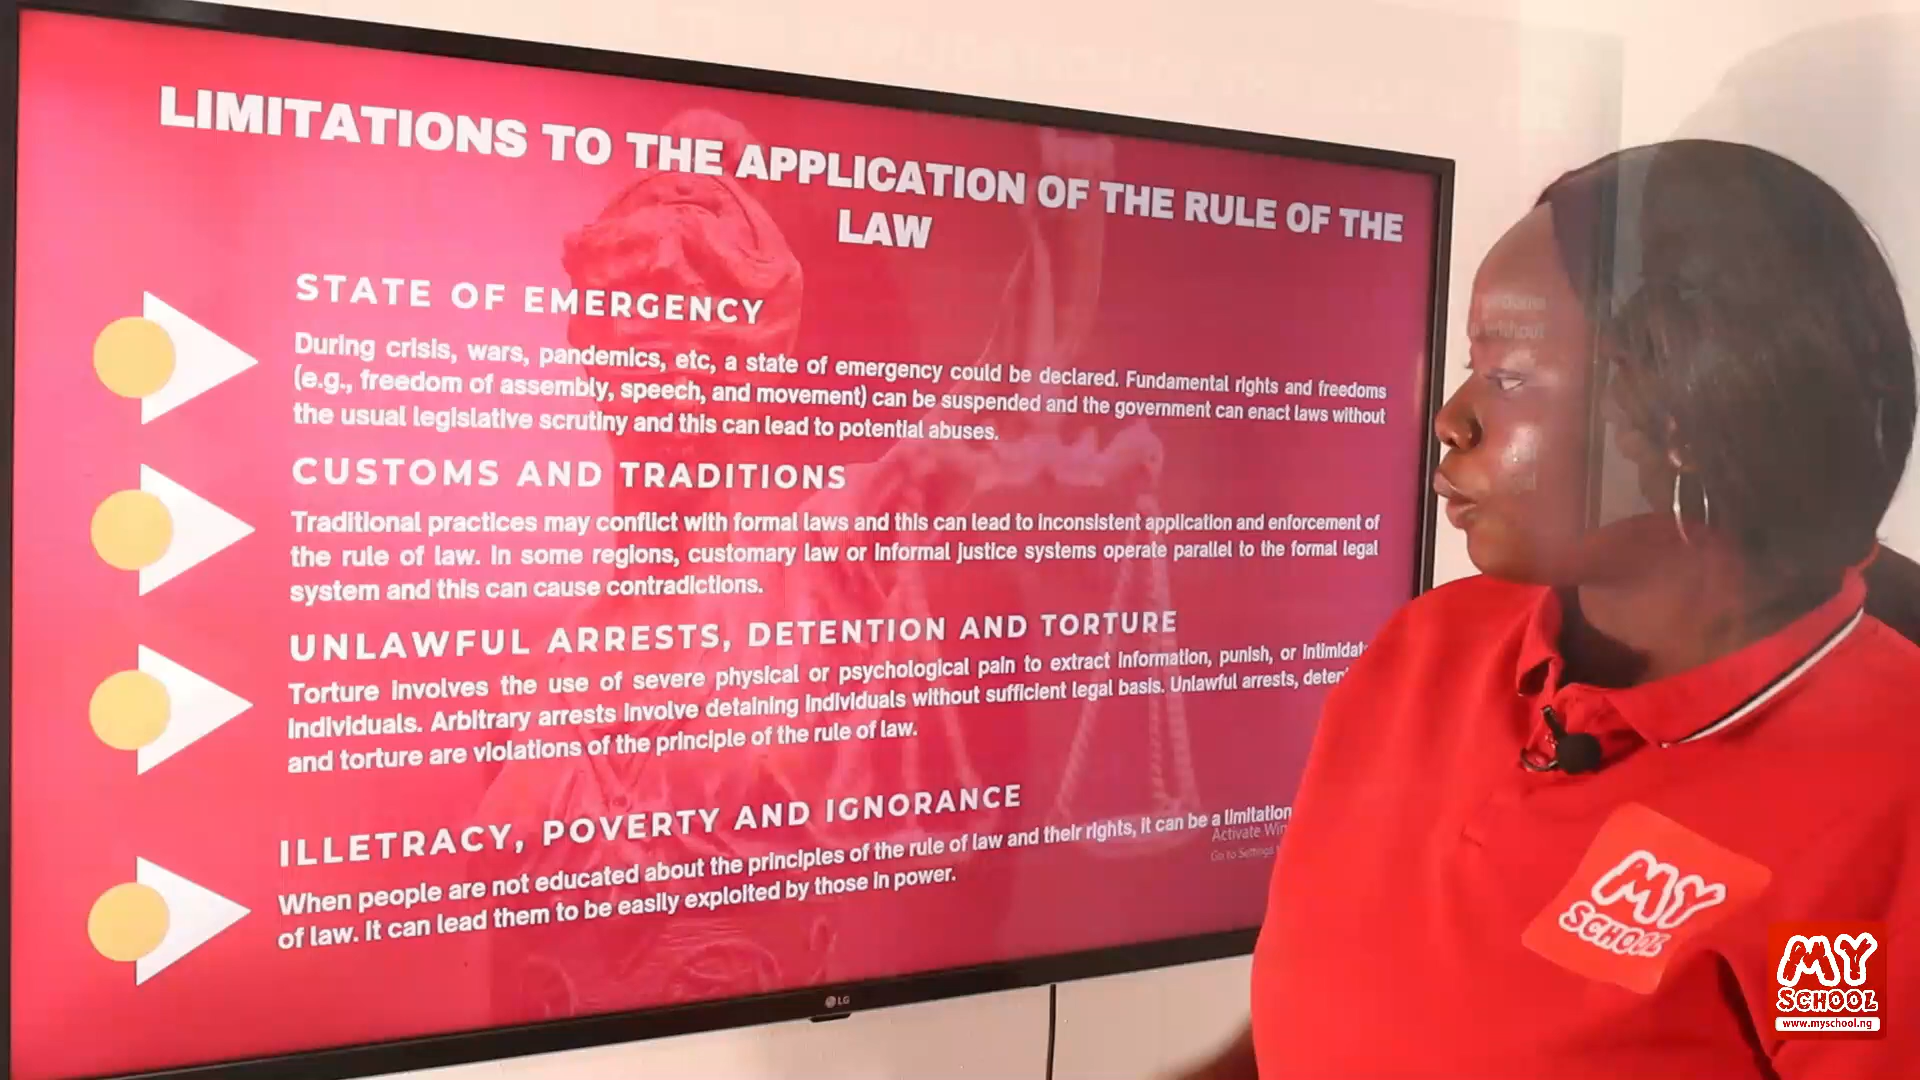 LIMITATIONS TO THE APPLICATION OF THE RULE OF THE
LAW
STATE OF EMERGENCY
During crisis, wars, pandemics, etc, a state of emergency could be declared. Fundamental rights and freedoms
(e.g., freedom of assembly, speech, and movement) can be suspended and the government can enact laws without
the usual legislative scrutiny and this can lead to potential abuses.
CUSTOMS AND TRADITIONS
Traditional practices may conflict with formal laws and this can lead to inconsistent application and enforcement of
the rule of law. In some regions, customary law or informal justice systems operate parallel to the formal legal
system and this can cause contradictions.
UNLAWFUL ARRESTS, DETENTION AND TORTURE
Torture involves the use of severe physical or psychological pain to extract information, punish, or
individuals. Arbitrary arrests involve detaining individuals without sufficient legal basis. Unlawful arrests,
and torture are violations of the principle of the rule of law.
ILLETRACY, POVERTY AND IGNORANCE
When people are not educated about the principles of the rule of law and their rights, it can be a limitation
of law. It can lead them to be easily exploited by those in power.
Activate
Go to Settings
LG
MY
SCHOOL
MY
SCHOOL
www.myschool.ng